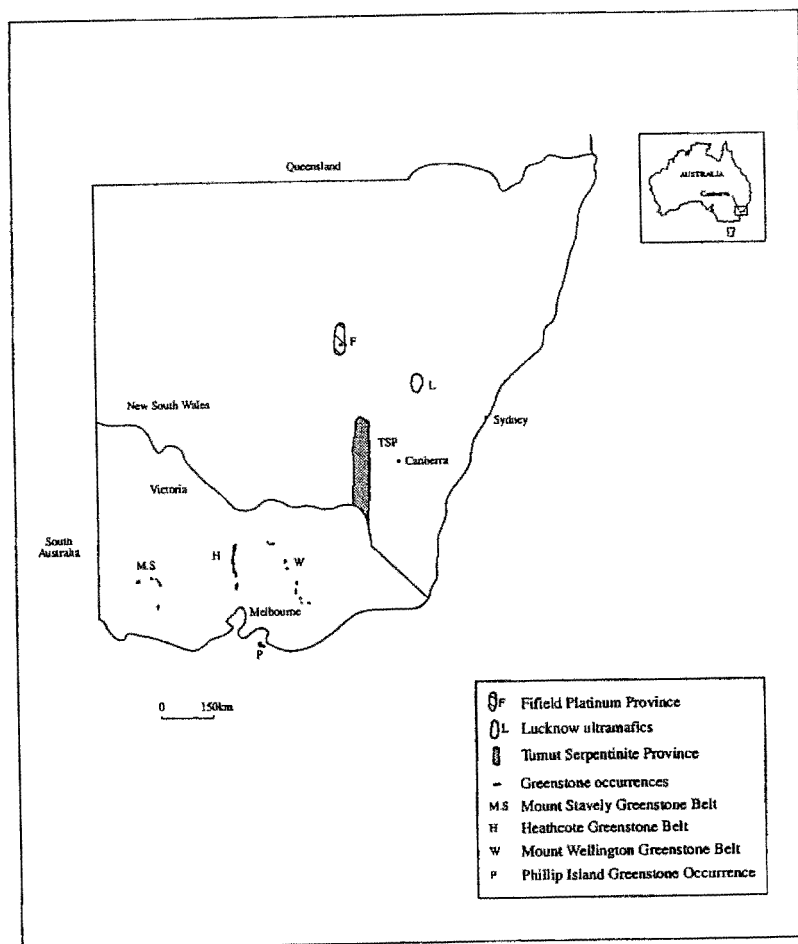 Queensland
AUSTRALIA
Canberra
F
L
New South Wales
Sydney
TSP
Canberra
Victoria
South
Australia
M.S
H
W
Melbourne
P
0 150km
F Fifield Platinum Province
L Lucknow ultramafics
Tumut Serpentinite Province
Greenstone occurrences
M.S Mount Stavely Greenstone Belt
H Heathcote Greenstone Belt
W Mount Wellington Greenstone Belt
P Phillip Island Greenstone Occurrence